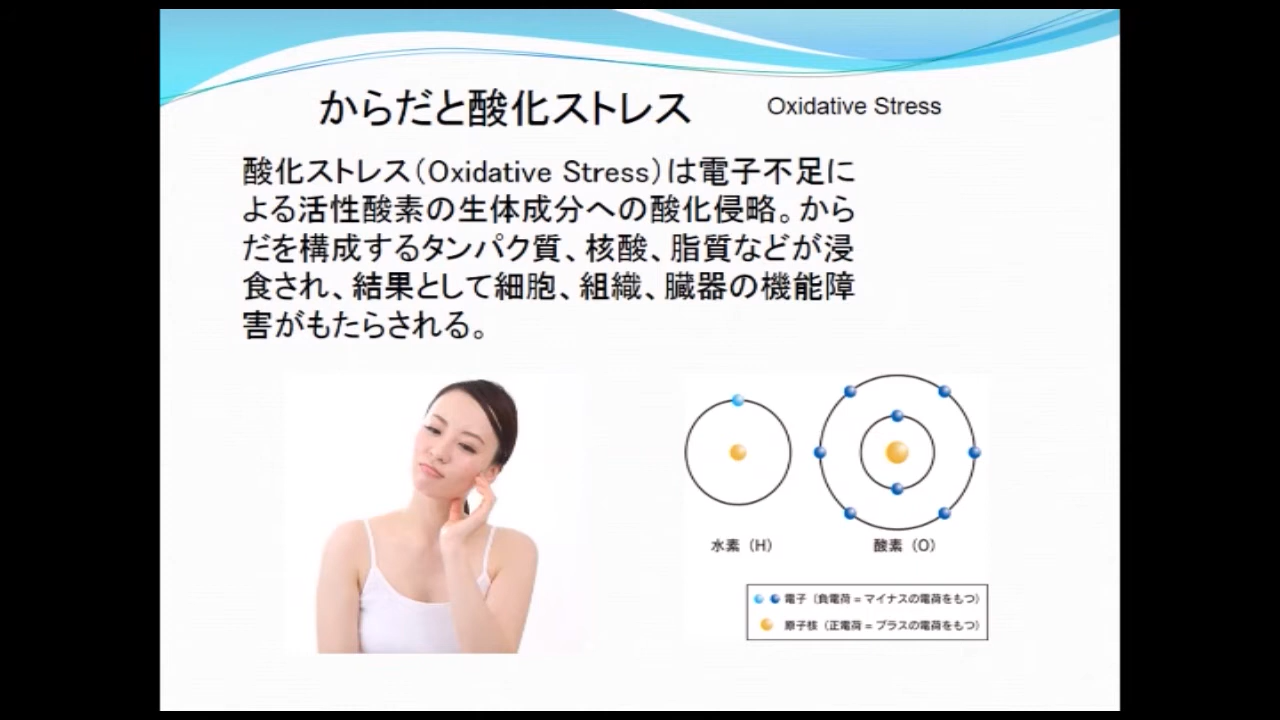 からだと酸化ストレス
Oxidative Stress
酸化ストレス（Oxidative Stress）は電子不足に
よる活性酸素の生体成分への酸化侵略。から
だを構成するタンパク質、核酸、脂質などが浸
食され、結果として細胞、組織、臓器の機能障
害がもたらされる。
水素（H）
酸素（O）
電子（負電荷＝マイナスの電荷をもつ）
原子核（正電荷＝プラスの電荷をもつ）